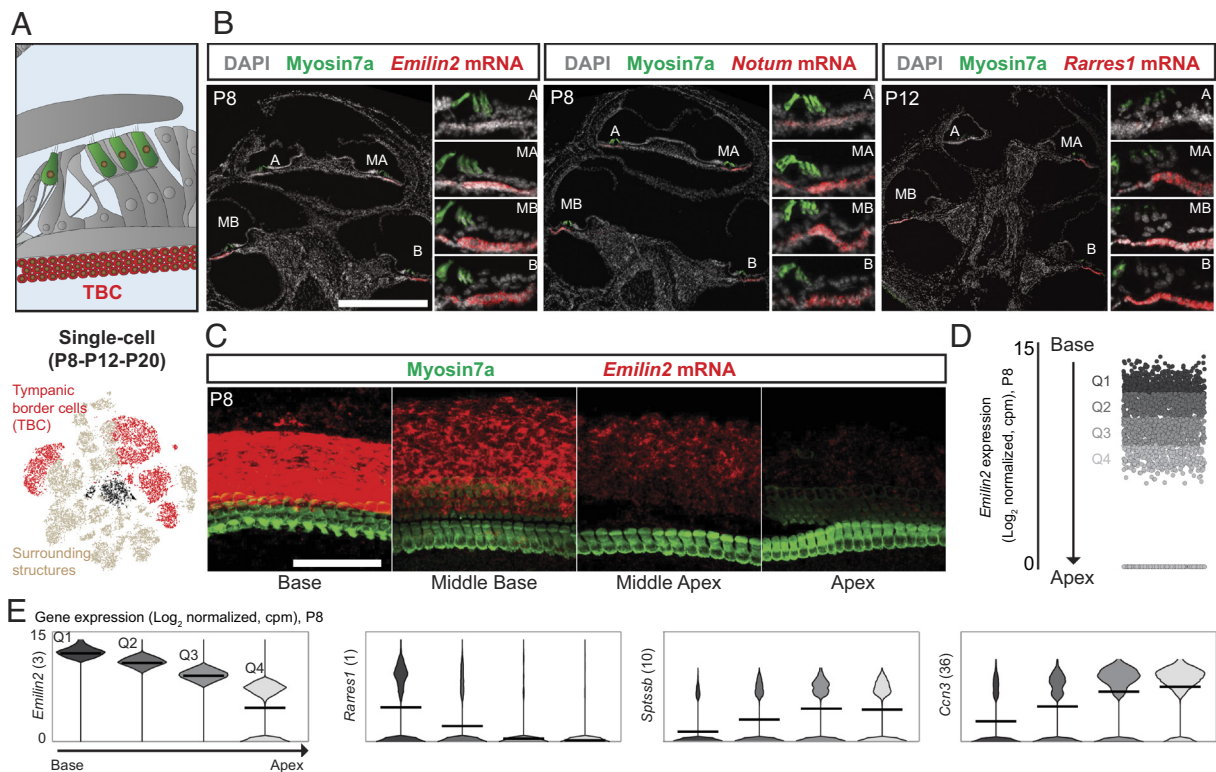 A
TBC
Single-cell
(P8-P12-P20)
Tympanic
border cells
(TBC)
Surrounding
structures
B
DAPI Myosin7a Emilin2 mRNA
DAPI Myosin7a Notum mRNA
DAPI Myosin7a Rarres1 mRNA
P8
A
MA
MB
B
A
MA
MB
B
P8
A
MA
MB
B
A
MA
MB
B
P12
A
MA
MB
B
A
MA
MB
B
C
Myosin7a Emilin2 mRNA
P8
Base
Middle Base
Middle Apex
Apex
D
Emilin2 expression
(Log2 normalized, cpm), P8
15
0
Base
Apex
Q1
Q2
Q3
Q4
E
Gene expression (Log2 normalized, cpm), P8
Emilin2 (3)
15
0
Q1
Q2
Q3
Q4
Base
Apex
Rarres1 (1)
Sptssb (10)
Ccn3 (36)